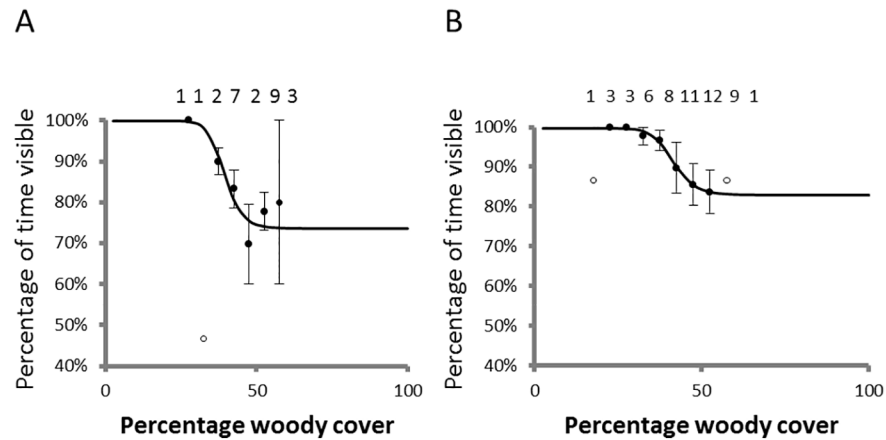 A
1 1 2 7 2 9 3
Percentage of time visible
100%
90%
80%
70%
60%
50%
40%
0
50
100
Percentage woody cover
B
1 3 3 6 8 11 12 9 1
Percentage of time visible
100%
90%
80%
70%
60%
50%
40%
0
50
100
Percentage woody cover